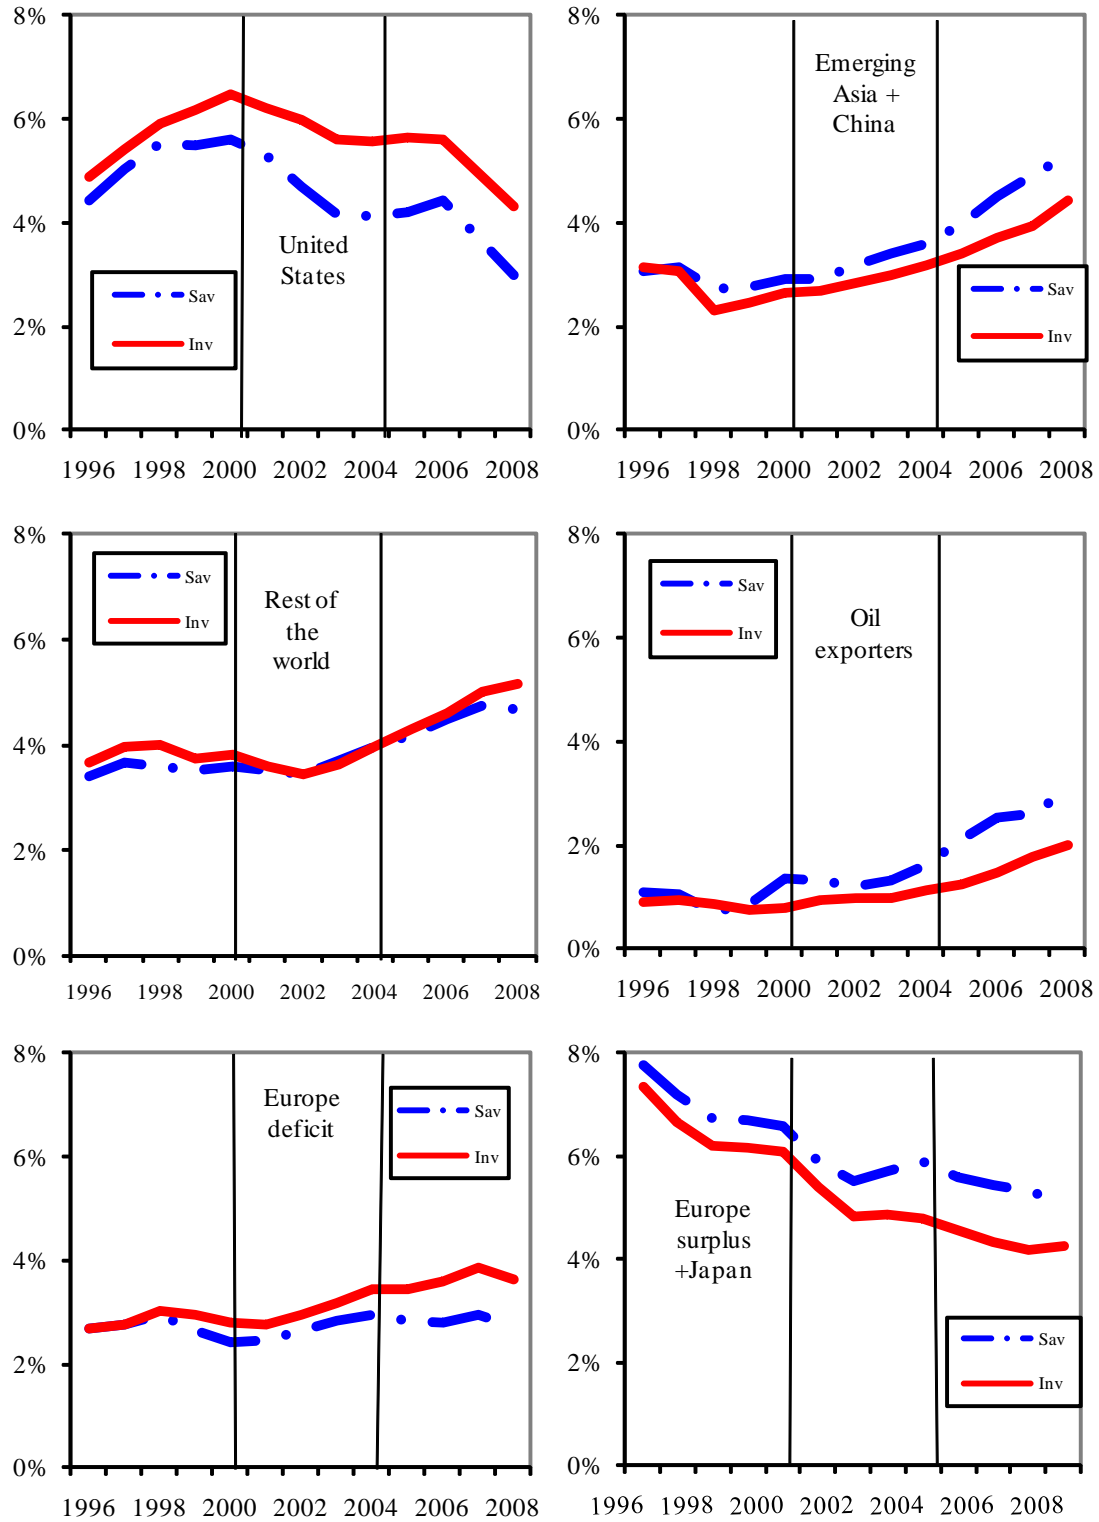 8%
6%
4%
2%
0%
United
States
Sav
Inv
1996 1998 2000 2002 2004 2006 2008
8%
6%
4%
2%
0%
Emerging
Asia +
China
Sav
Inv
1996 1998 2000 2002 2004 2006 2008
8%
6%
4%
2%
0%
Sav
Inv
Rest of
the
world
1996 1998 2000 2002 2004 2006 2008
8%
6%
4%
2%
0%
Sav
Inv
Oil
exporters
1996 1998 2000 2002 2004 2006 2008
8%
6%
4%
2%
0%
Europe
deficit
Sav
Inv
1996 1998 2000 2002 2004 2006 2008
8%
6%
4%
2%
0%
Europe
surplus
+Japan
Sav
Inv
1996 1998 2000 2002 2004 2006 2008